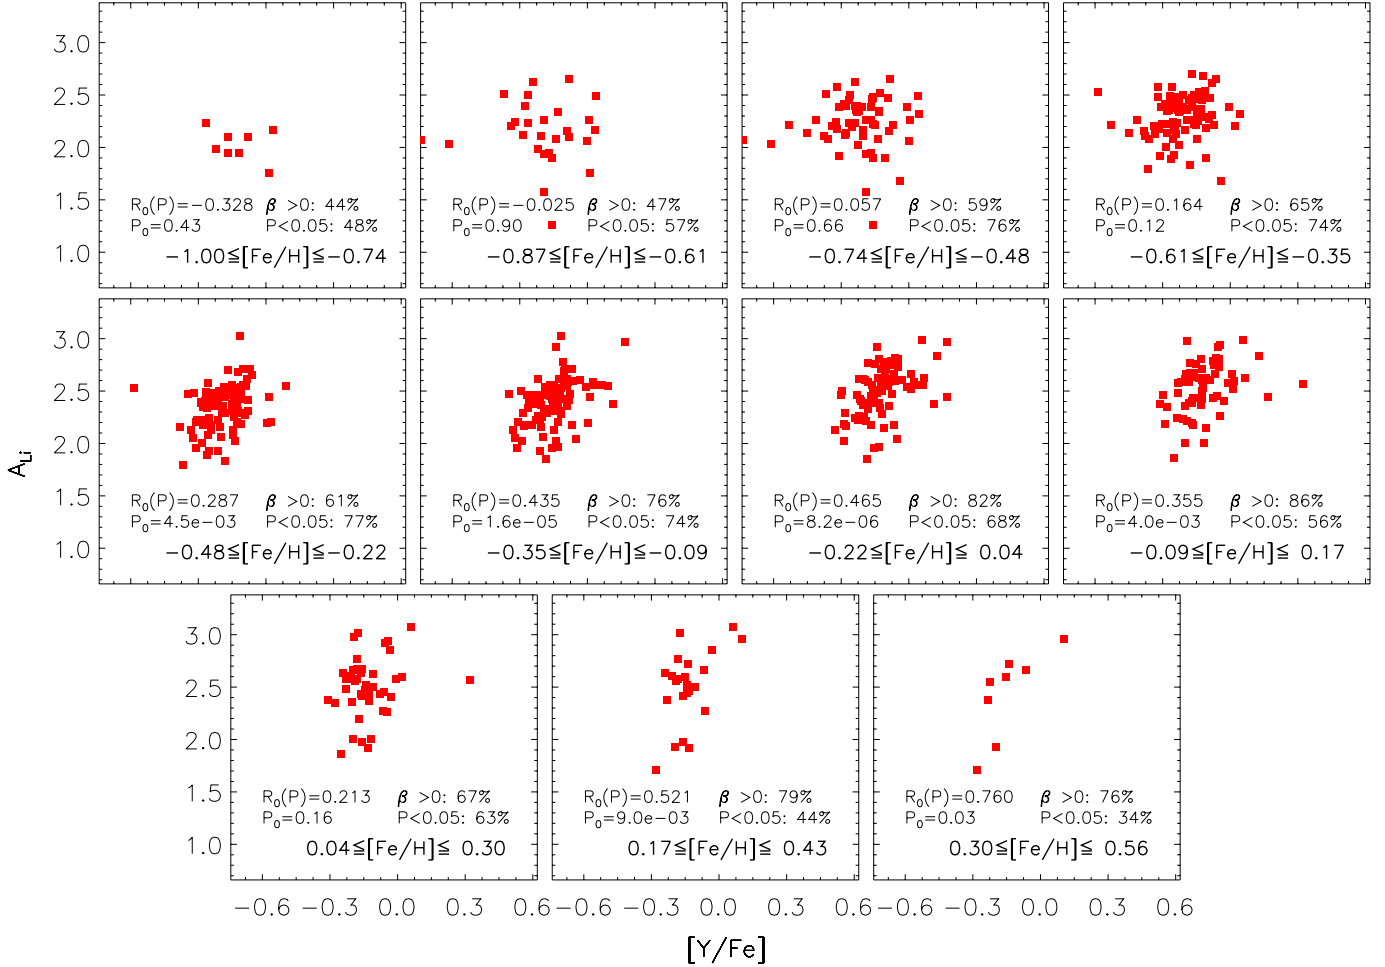 3.0
2.5
2.0
1.5
1.0
R₀(P)=−0.328 β >0: 44%
P₀=0.43 P<0.05: 48%
−1.00≦[Fe/H]≦−0.74
R₀(P)=−0.025 β >0: 47%
P₀=0.90 P<0.05: 57%
−0.87≦[Fe/H]≦−0.61
R₀(P)=0.057 β >0: 59%
P₀=0.66 P<0.05: 76%
−0.74≦[Fe/H]≦−0.48
R₀(P)=0.164 β >0: 65%
P₀=0.12 P<0.05: 74%
−0.61≦[Fe/H]≦−0.35
A_Li
3.0
2.5
2.0
1.5
1.0
R₀(P)=0.287 β >0: 61%
P₀=4.5e−03 P<0.05: 77%
−0.48≦[Fe/H]≦−0.22
R₀(P)=0.435 β >0: 76%
P₀=1.6e−05 P<0.05: 74%
−0.35≦[Fe/H]≦−0.09
R₀(P)=0.465 β >0: 82%
P₀=8.2e−06 P<0.05: 68%
−0.22≦[Fe/H]≦ 0.04
R₀(P)=0.355 β >0: 86%
P₀=4.0e−03 P<0.05: 56%
−0.09≦[Fe/H]≦ 0.17
3.0
2.5
2.0
1.5
1.0
R₀(P)=0.213 β >0: 67%
P₀=0.16 P<0.05: 63%
0.04≦[Fe/H]≦ 0.30
R₀(P)=0.521 β >0: 79%
P₀=9.0e−03 P<0.05: 44%
0.17≦[Fe/H]≦ 0.43
R₀(P)=0.760 β >0: 76%
P₀=0.03 P<0.05: 34%
0.30≦[Fe/H]≦ 0.56
−0.6 −0.3 0.0 0.3 0.6 −0.6 −0.3 0.0 0.3 0.6 −0.6 −0.3 0.0 0.3 0.6
[Y/Fe]